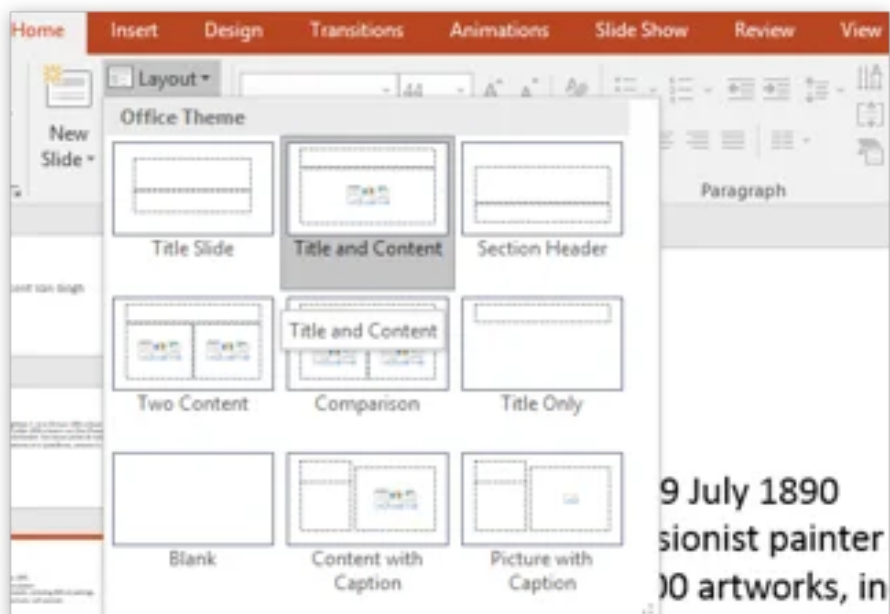 Home Insert Design Transitions Animations Slide Show Review View
Layout
44
New
Slide
Office Theme
Title Slide Title and Content Section Header
Paragraph
Title and Content
Two Content Comparison Title Only
Blank Content with Caption Picture with Caption
9 July 1890
sionist painter
00 artworks, in